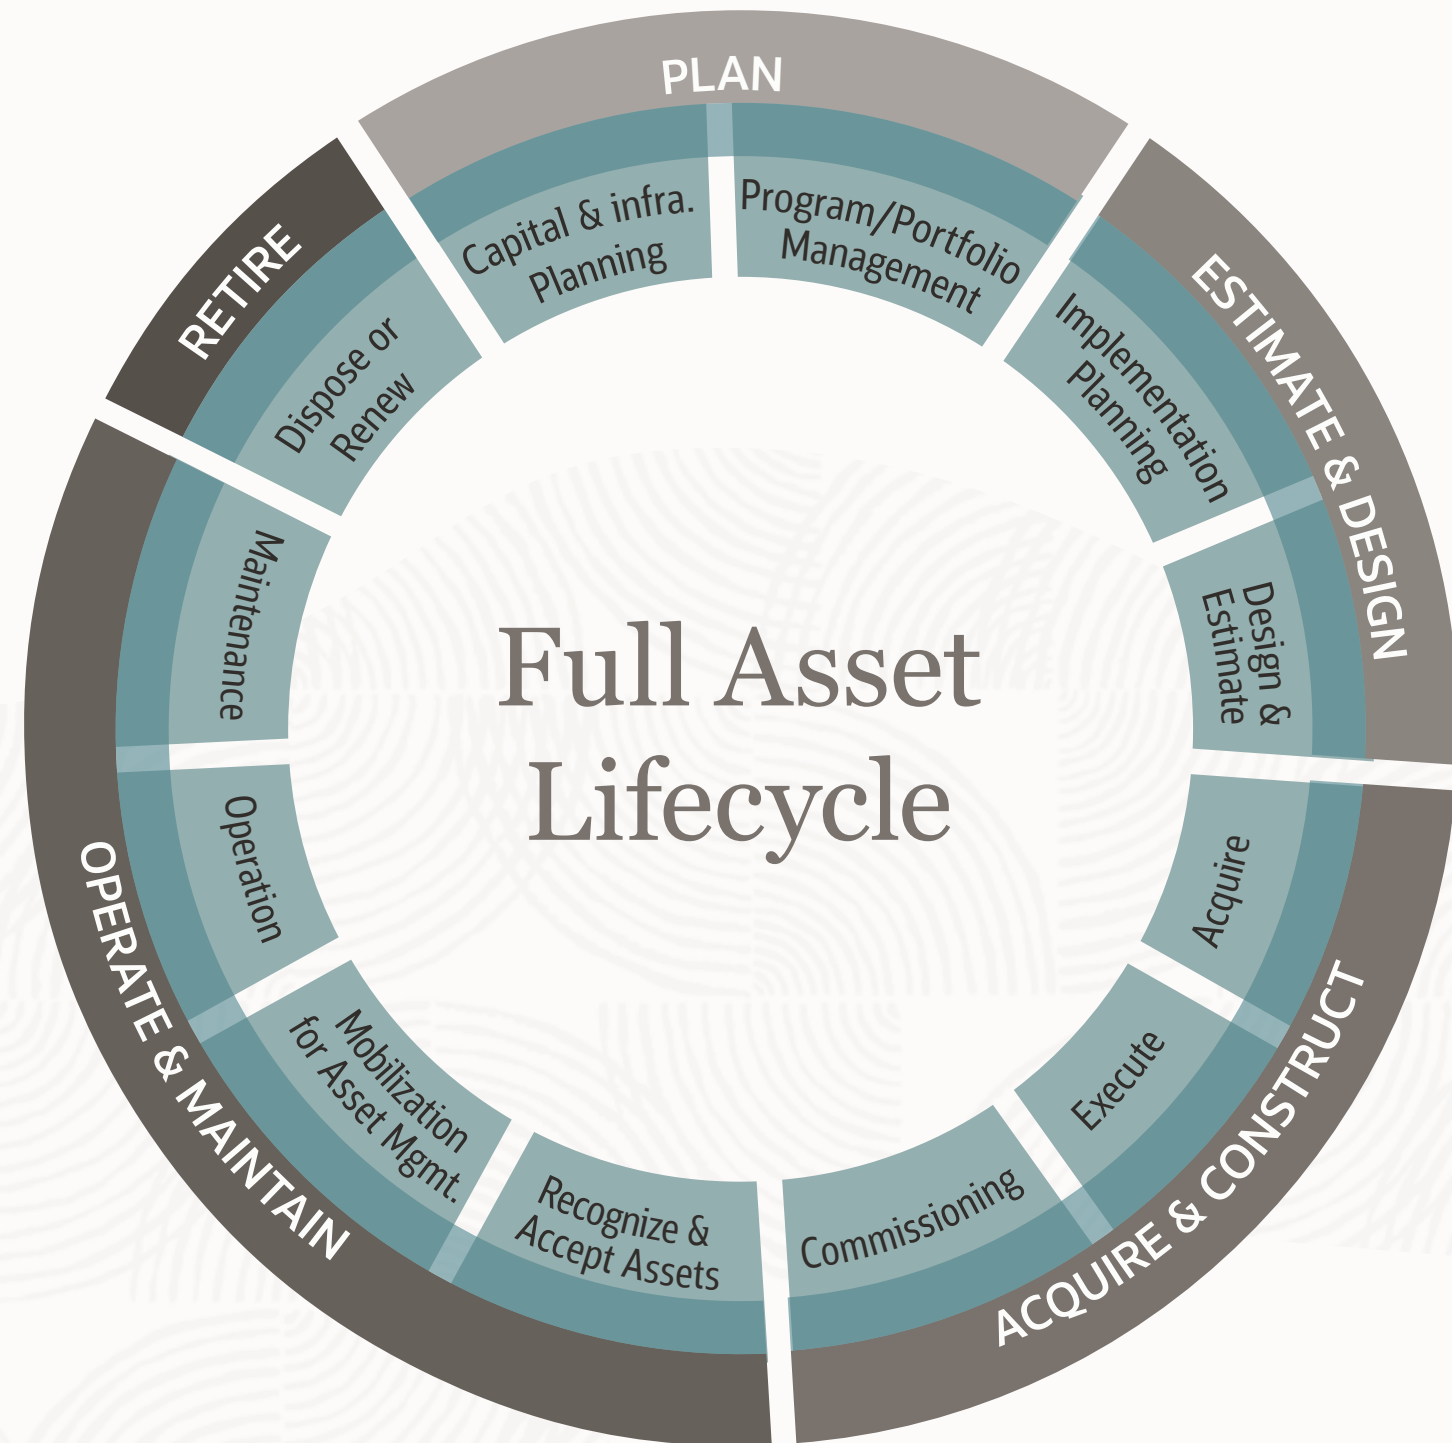 PLAN
Capital & infra.
Planning
Program/Portfolio
Management
ESTIMATE & DESIGN
Implementation
Planning
Design &
Estimate
ACQUIRE & CONSTRUCT
Acquire
Execute
Commissioning
OPERATE & MAINTAIN
Recognize &
Accept Assets
Mobilization
for Asset Mgmt.
Operation
Maintenance
RETIRE
Dispose or
Renew
Full Asset
Lifecycle